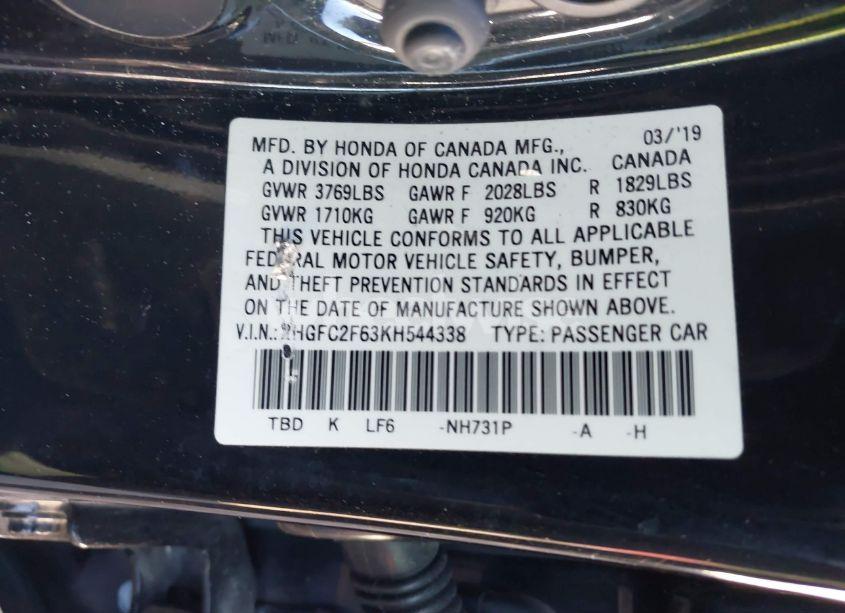 MFD. BY HONDA OF CANADA MFG., 03/'19
A DIVISION OF HONDA CANADA INC. CANADA
GVWR 3769LBS GAWR F 2028LBS R 1829LBS
GVWR 1710KG GAWR F 920KG R 830KG
THIS VEHICLE CONFORMS TO ALL APPLICABLE
FEDERAL MOTOR VEHICLE SAFETY, BUMPER,
AND THEFT PREVENTION STANDARDS IN EFFECT
ON THE DATE OF MANUFACTURE SHOWN ABOVE.
V.I.N.: HGFC2F63KH544338 TYPE: PASSENGER CAR
TBD K LF6 -NH731P -A -H